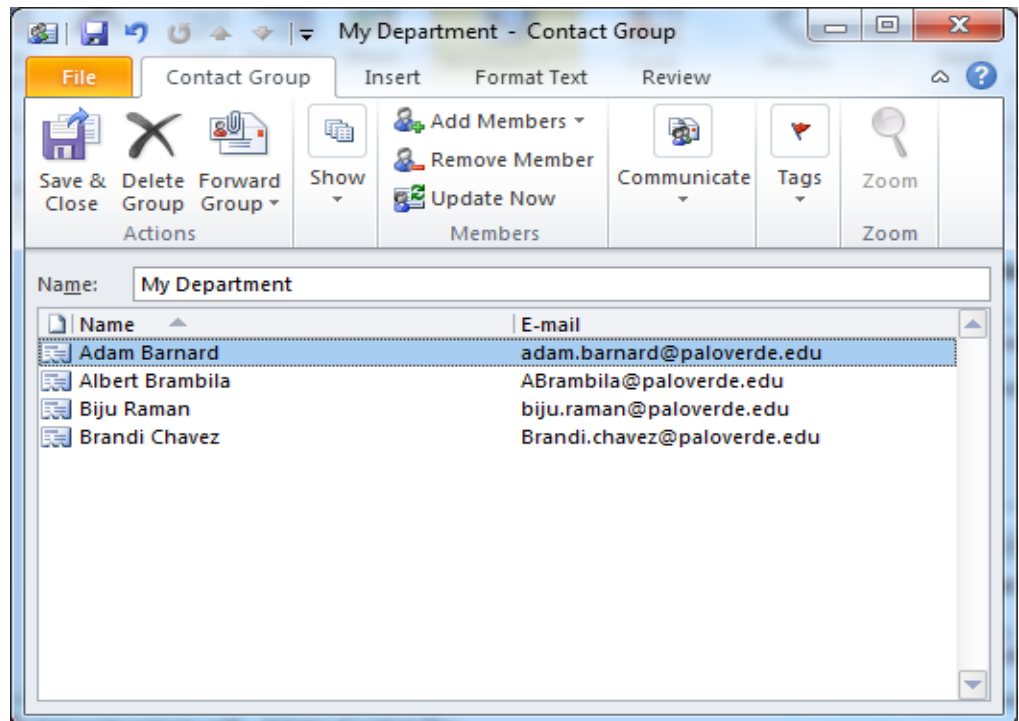 My Department - Contact Group
File Contact Group Insert Format Text Review
Save & Close
Delete Group
Forward Group
Actions
Show
Add Members
Remove Member
Update Now
Members
Communicate
Tags
Zoom
Zoom
Name: My Department
Name E-mail
Adam Barnard adam.barnard@paloverde.edu
Albert Brambila ABrambila@paloverde.edu
Biju Raman biju.raman@paloverde.edu
Brandi Chavez Brandi.chavez@paloverde.edu